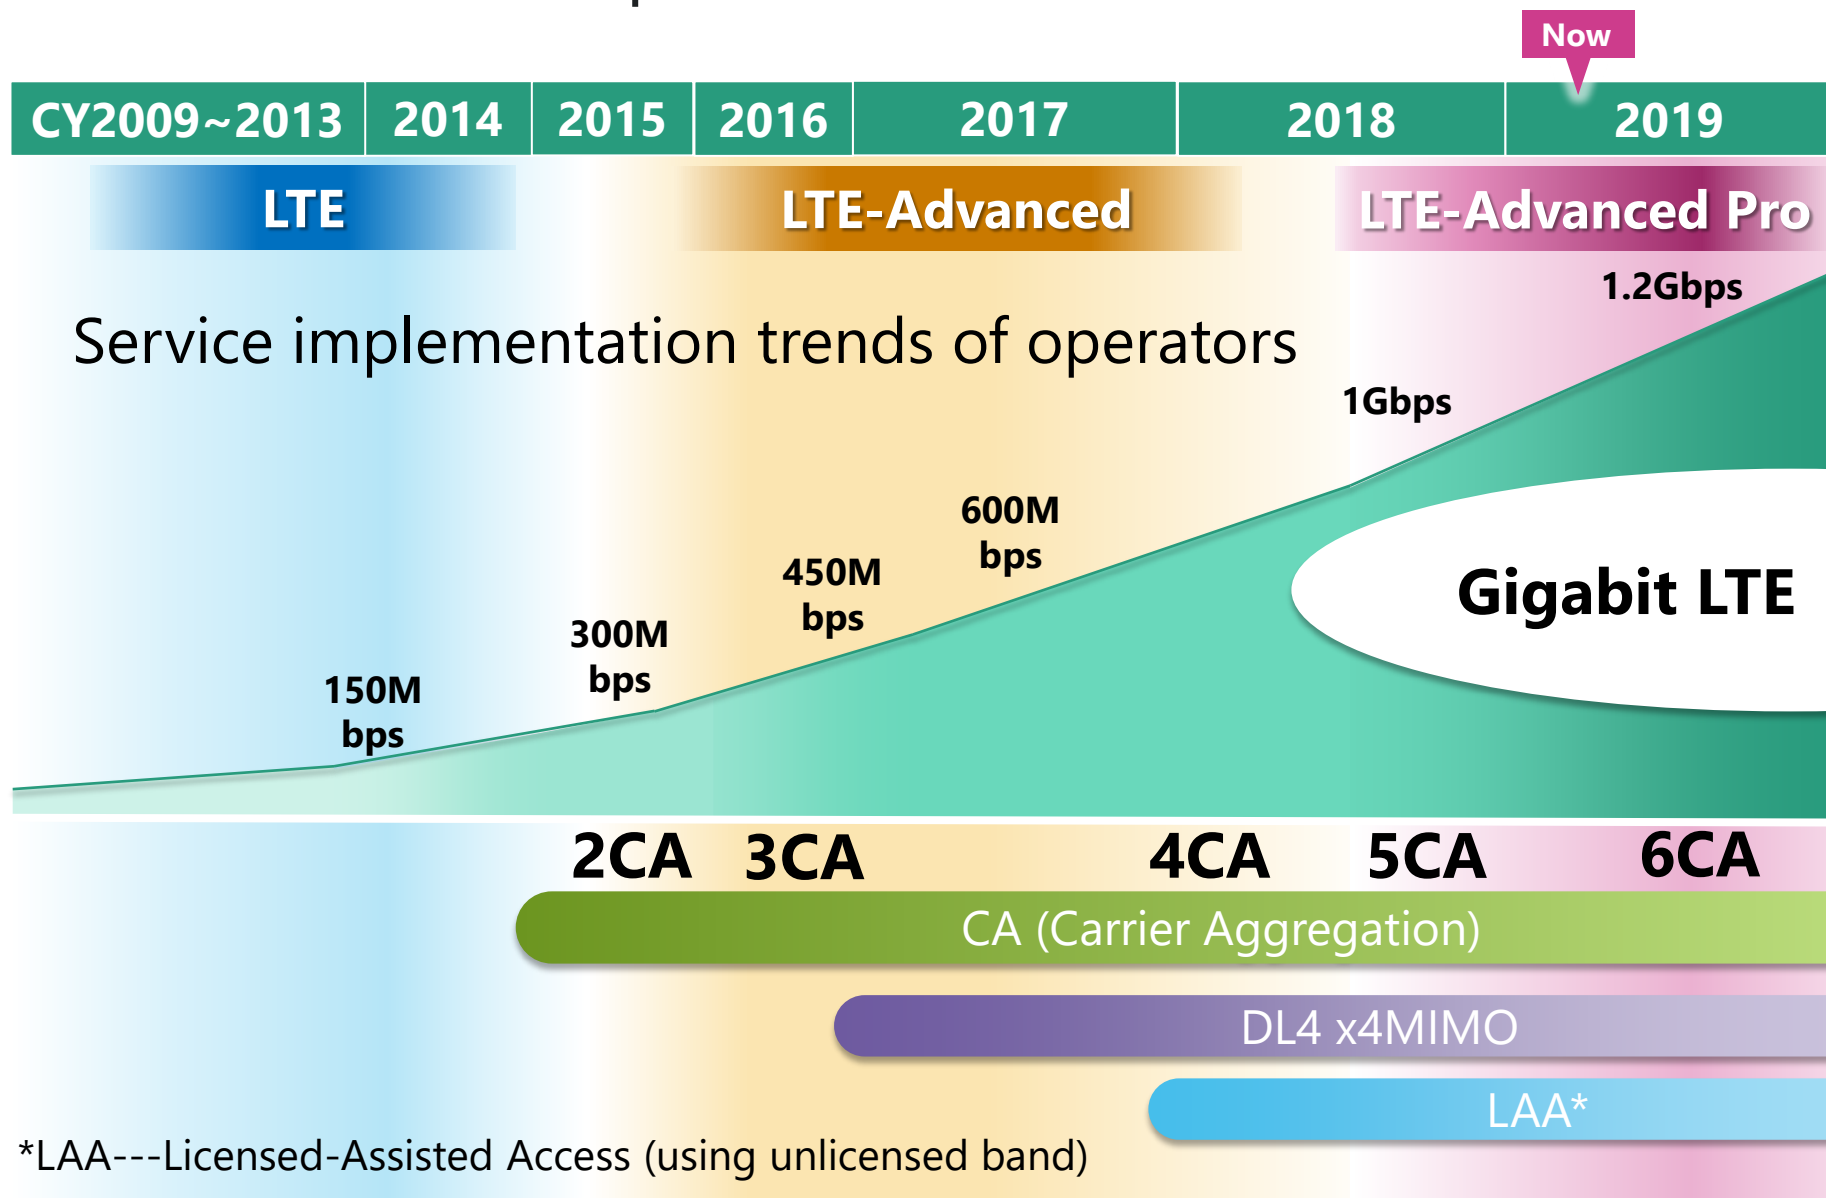 Now
CY2009~2013 2014 2015 2016 2017 2018 2019
LTE LTE-Advanced LTE-Advanced Pro
1.2Gbps
Service implementation trends of operators
1Gbps
600M
bps
450M
bps
300M
bps
150M
bps
Gigabit LTE
2CA 3CA 4CA 5CA 6CA
CA (Carrier Aggregation)
DL4 x4MIMO
LAA*
*LAA---Licensed-Assisted Access (using unlicensed band)